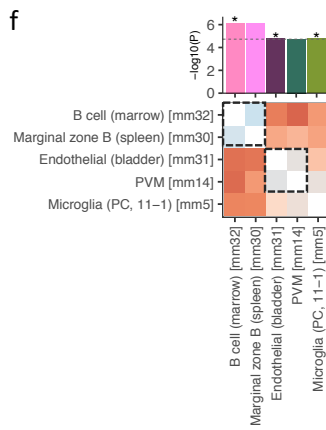 f
−log10(P)
6
4
2
0
*
*
*
B cell (marrow) [mm32]
Marginal zone B (spleen) [mm30]
Endothelial (bladder) [mm31]
PVM [mm14]
Microglia (PC, 11−1) [mm5]
B cell (marrow) [mm32]
Marginal zone B (spleen) [mm30]
Endothelial (bladder) [mm31]
PVM [mm14]
Microglia (PC, 11−1) [mm5]